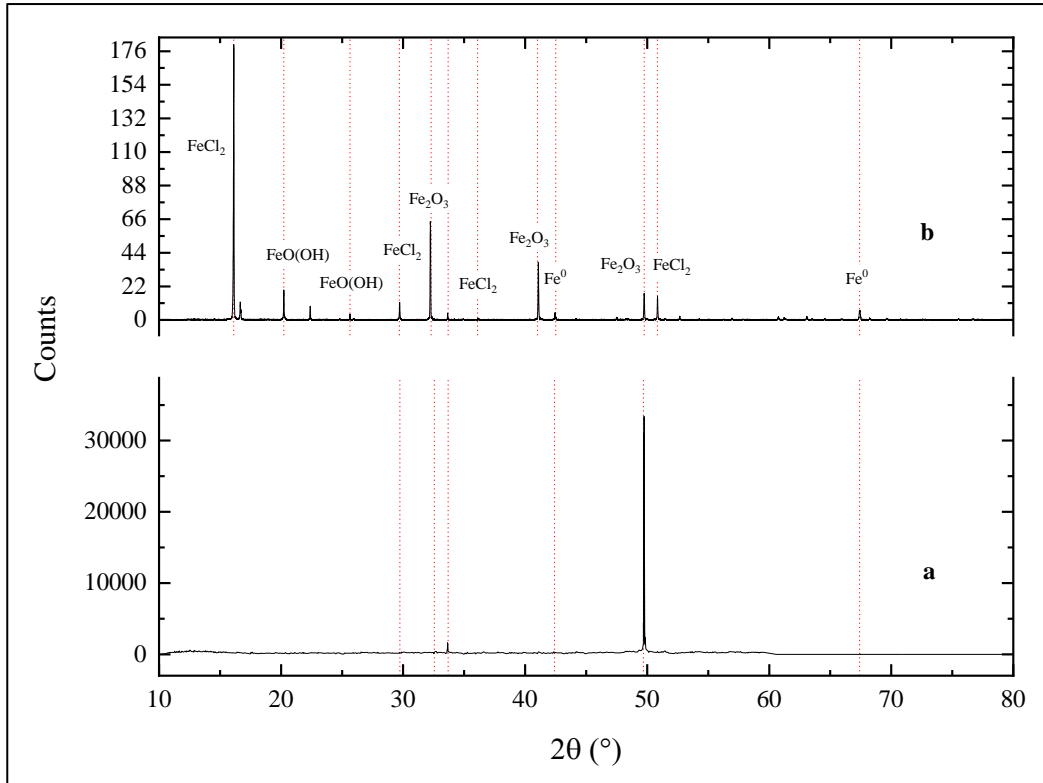 Counts
176
154
132
110
88
66
44
22
0
FeCl₂
FeO(OH)
FeO(OH)
FeCl₂
Fe₂O₃
FeCl₂
Fe₂O₃
Fe⁰
Fe₂O₃
FeCl₂
Fe⁰
b
30000
20000
10000
0
a
10 20 30 40 50 60 70 80
2θ (°)